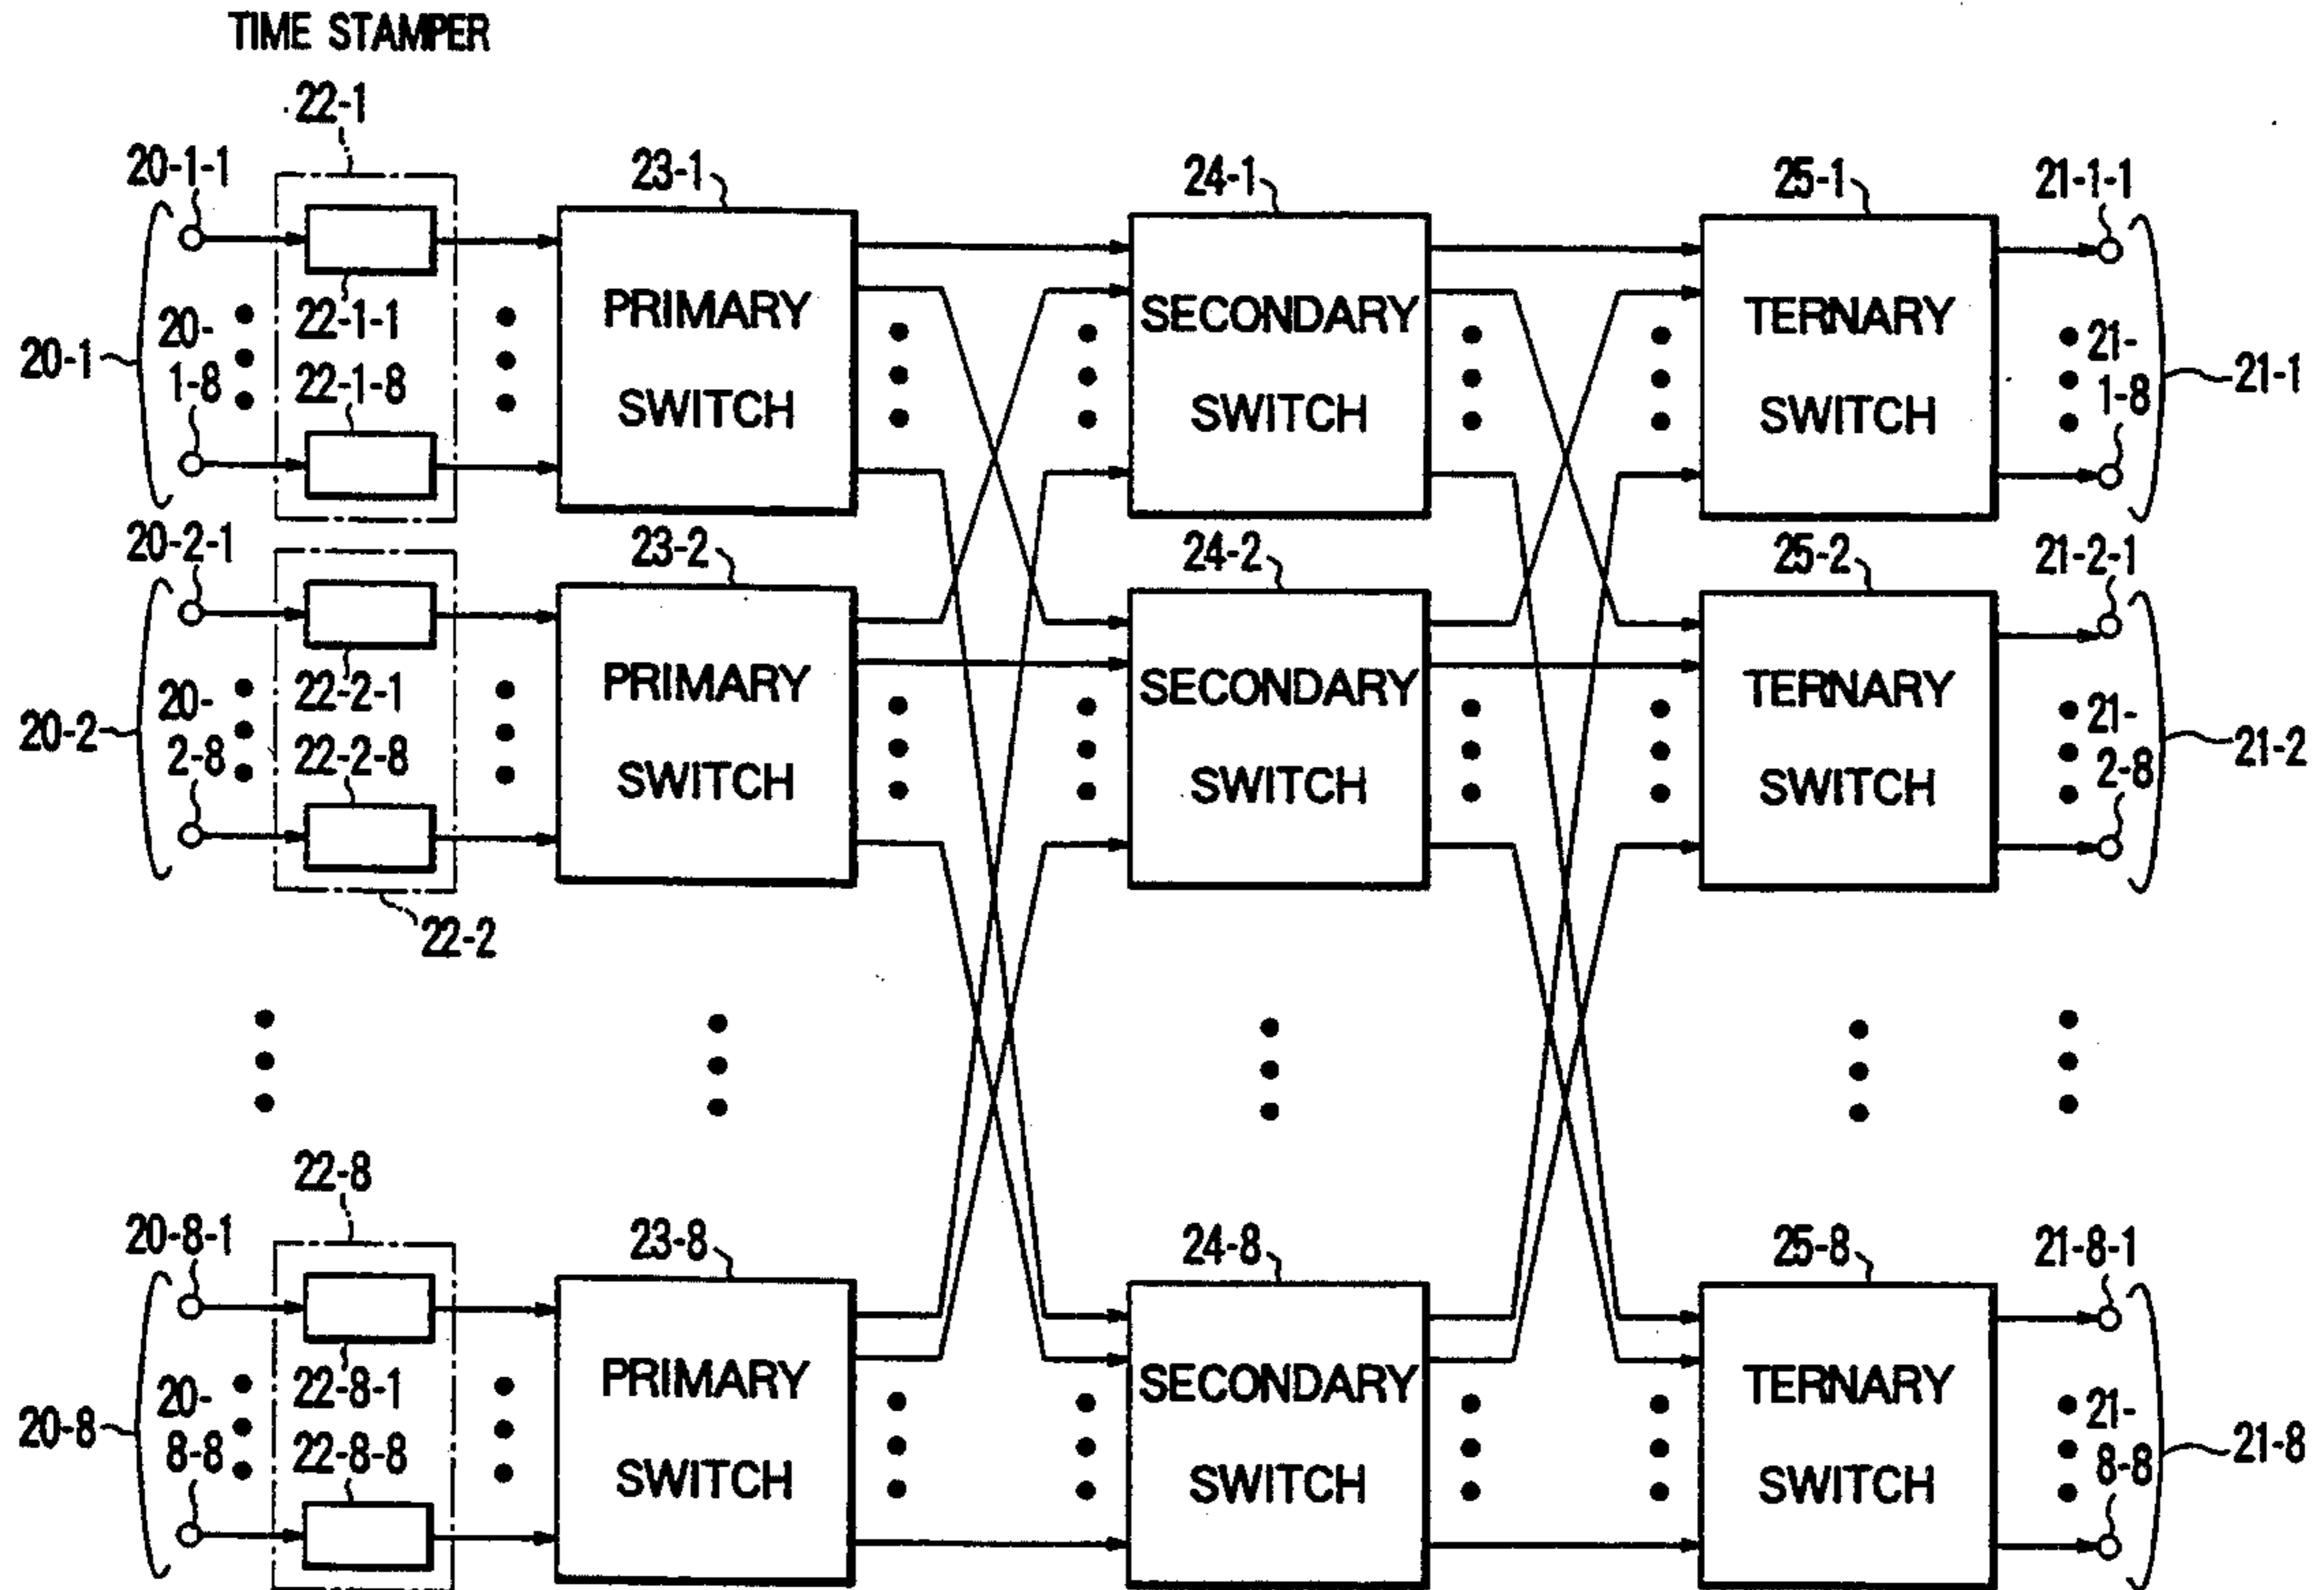 TIME STAMPER
22-1
20-1-1
23-1
24-1
25-1
21-1-1
20-
1-8
22-1-1
22-1-8
20-1
PRIMARY
SWITCH
SECONDARY
SWITCH
TERNARY
SWITCH
21-
1-8
21-1
20-2-1
23-2
24-2
25-2
21-2-1
20-
2-8
22-2-1
22-2-8
20-2
PRIMARY
SWITCH
SECONDARY
SWITCH
TERNARY
SWITCH
21-
2-8
21-2
22-2
22-8
20-8-1
23-8
24-8
25-8
21-8-1
20-
8-8
22-8-1
22-8-8
20-8
PRIMARY
SWITCH
SECONDARY
SWITCH
TERNARY
SWITCH
21-
8-8
21-8